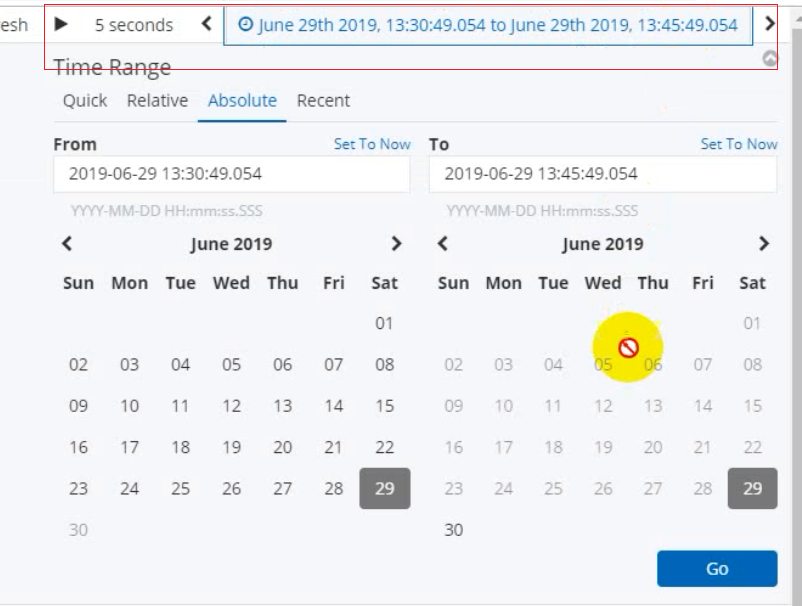 esh 5 seconds June 29th 2019, 13:30:49.054 to June 29th 2019, 13:45:49.054
Time Range
Quick Relative Absolute Recent
From Set To Now To Set To Now
2019-06-29 13:30:49.054 2019-06-29 13:45:49.054
YYYY-MM-DD HH:mm:ss.SSS YYYY-MM-DD HH:mm:ss.SSS
June 2019 June 2019
Sun Mon Tue Wed Thu Fri Sat Sun Mon Tue Wed Thu Fri Sat
01 01
02 03 04 05 06 07 08 02 03 04 05 06 07 08
09 10 11 12 13 14 15 09 10 11 12 13 14 15
16 17 18 19 20 21 22 16 17 18 19 20 21 22
23 24 25 26 27 28 29 23 24 25 26 27 28 29
30 30
Go